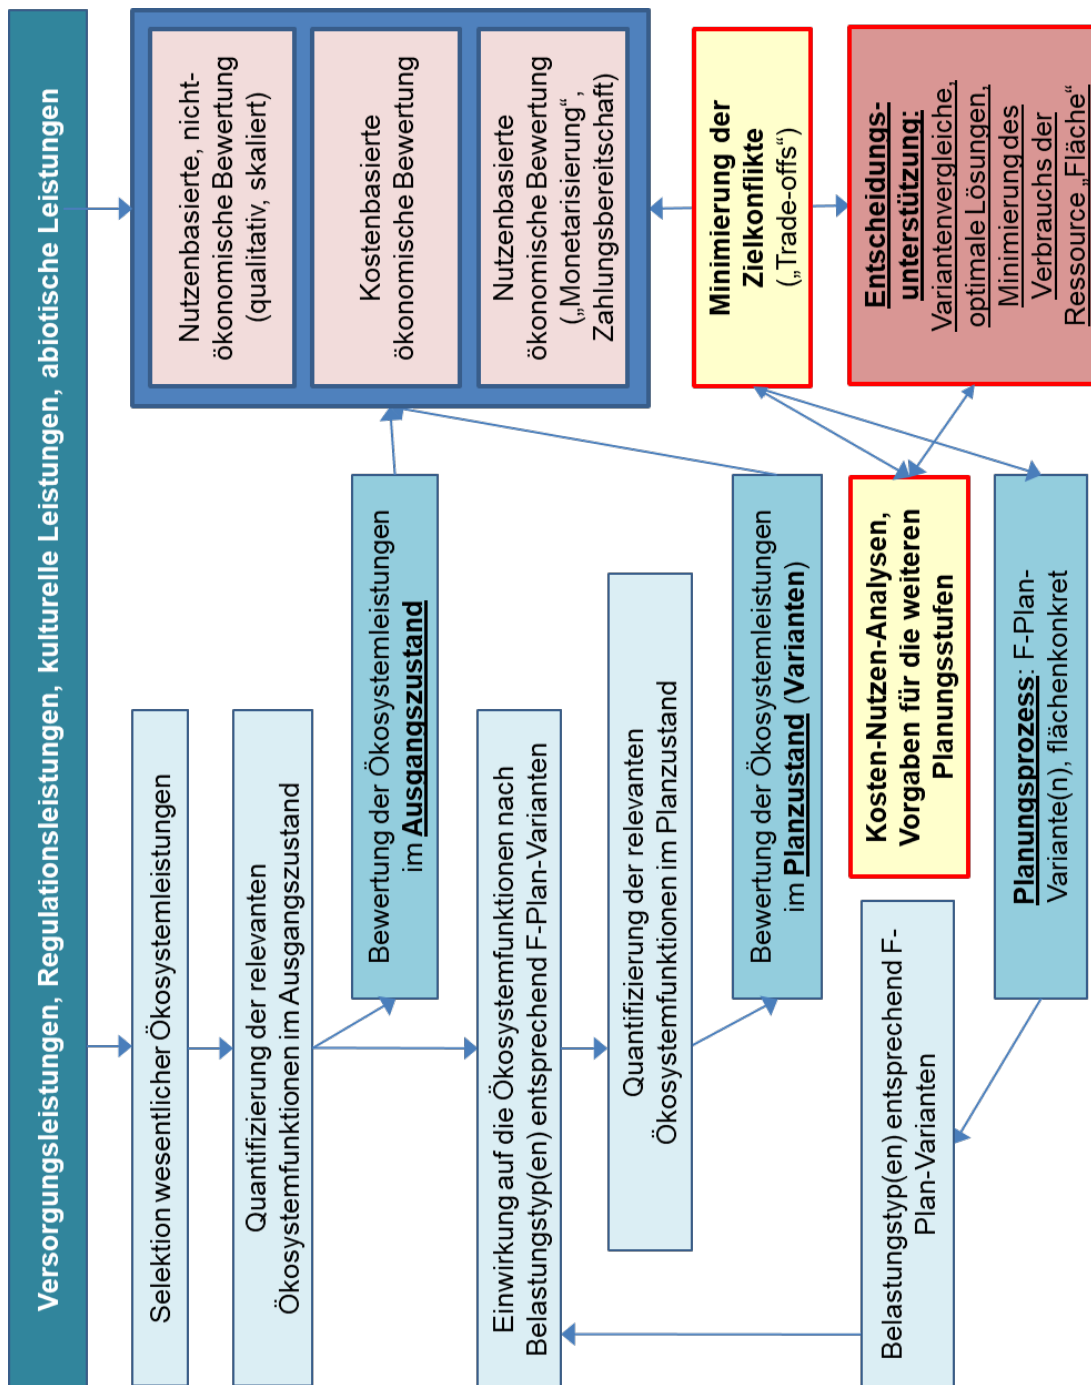 Versorgungsleistungen, Regulationsleistungen, kulturelle Leistungen, abiotische Leistungen
Selektion wesentlicher Ökosystemleistungen
Quantifizierung der relevanten
Ökosystemfunktionen im Ausgangszustand
Bewertung der Ökosystemleistungen
im Ausgangszustand
Einwirkung auf die Ökosystemfunktionen nach
Belastungstyp(en) entsprechend F-Plan-Varianten
Quantifizierung der relevanten
Ökosystemfunktionen im Planzustand
Bewertung der Ökosystemleistungen
im Planzustand (Varianten)
Belastungstyp(en) entsprechend F-
Plan-Varianten
Kosten-Nutzen-Analysen,
Vorgaben für die weiteren
Planungsstufen
Planungsprozess: F-Plan-
Variante(n), flächenkonkret
Nutzenbasierte, nicht-
ökonomische Bewertung
(qualitativ, skaliert)
Kostenbasierte
ökonomische Bewertung
Nutzenbasierte
ökonomische Bewertung
(„Monetarisierung“,
Zahlungsbereitschaft)
Minimierung der
Zielkonflikte
(„Trade-offs“)
Entscheidungs-
unterstützung:
Variantenvergleiche,
optimale Lösungen,
Minimierung des
Verbrauchs der
Ressource „Fläche“